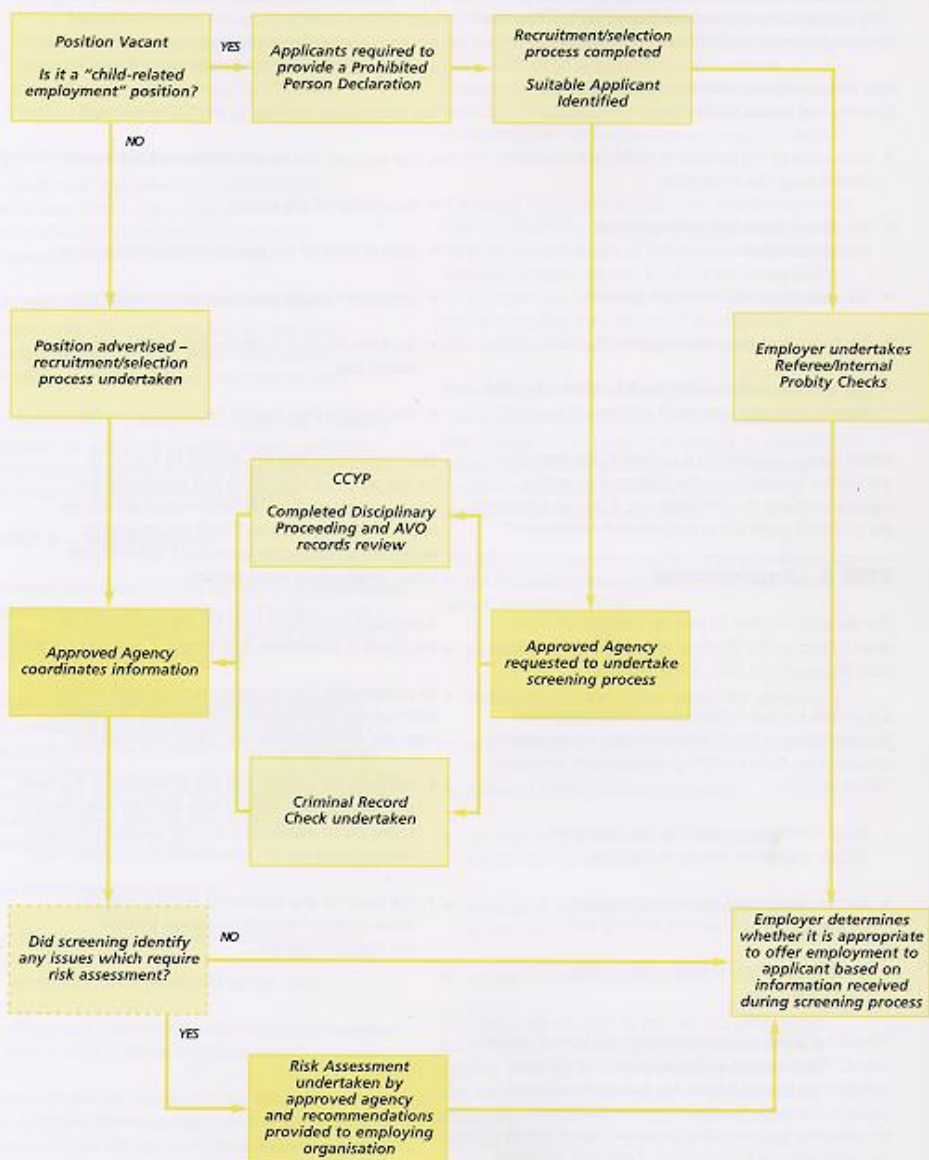 Position Vacant
Is it a "child-related
employment" position?
YES
Applicants required to
provide a Prohibited
Person Declaration
Recruitment/selection
process completed
Suitable Applicant
Identified
NO
Position advertised –
recruitment/selection
process undertaken
Employer undertakes
Referee/Internal
Probity Checks
CCYP
Completed Disciplinary
Proceeding and AVO
records review
Approved Agency
coordinates information
Approved Agency
requested to undertake
screening process
Criminal Record
Check undertaken
Did screening identify
any issues which require
risk assessment?
NO
Employer determines
whether it is appropriate
to offer employment to
applicant based on
information received
during screening process
YES
Risk Assessment
undertaken by
approved agency
and recommendations
provided to employing
organisation